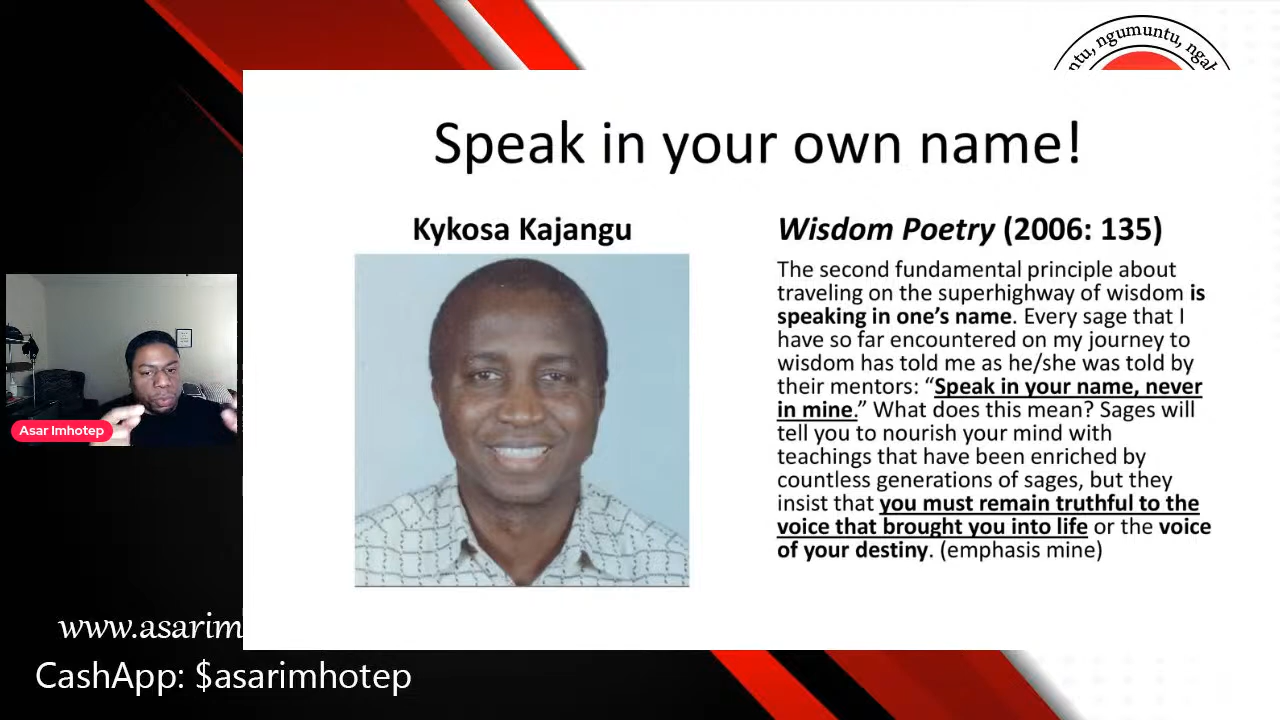 ntu, ngumuntu, ngab
Speak in your own name!
Kykosa Kajangu
Wisdom Poetry (2006: 135)
The second fundamental principle about
traveling on the superhighway of wisdom is
speaking in one’s name. Every sage that I
have so far encountered on my journey to
wisdom has told me as he/she was told by
their mentors: “Speak in your name, never
in mine.” What does this mean? Sages will
tell you to nourish your mind with
teachings that have been enriched by
countless generations of sages, but they
insist that you must remain truthful to the
voice that brought you into life or the voice
of your destiny. (emphasis mine)
Asar Imhotep
www.asarim
CashApp: $asarimhotep